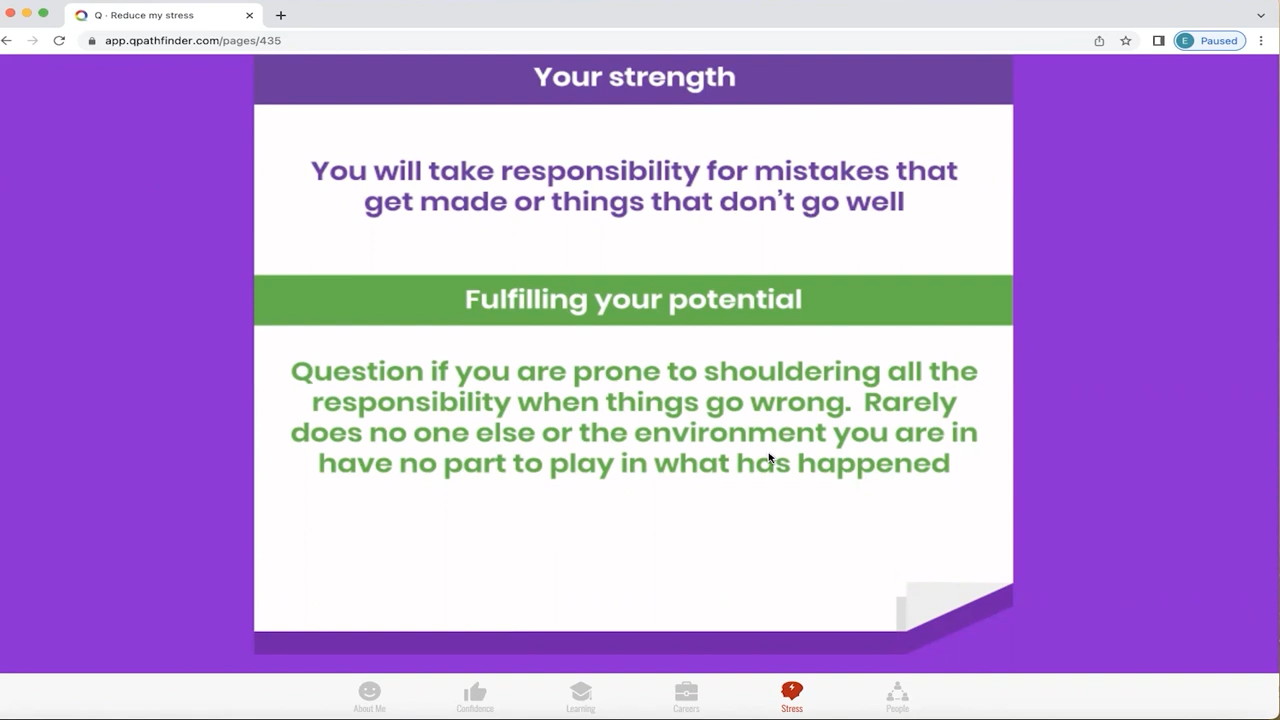 Q · Reduce my stress
app.qpathfinder.com/pages/435
E
Paused
Your strength
You will take responsibility for mistakes that
get made or things that don't go well
Fulfilling your potential
Question if you are prone to shouldering all the
responsibility when things go wrong.  Rarely
does no one else or the environment you are in
have no part to play in what has happened
About Me
Confidence
Learning
Careers
Stress
People